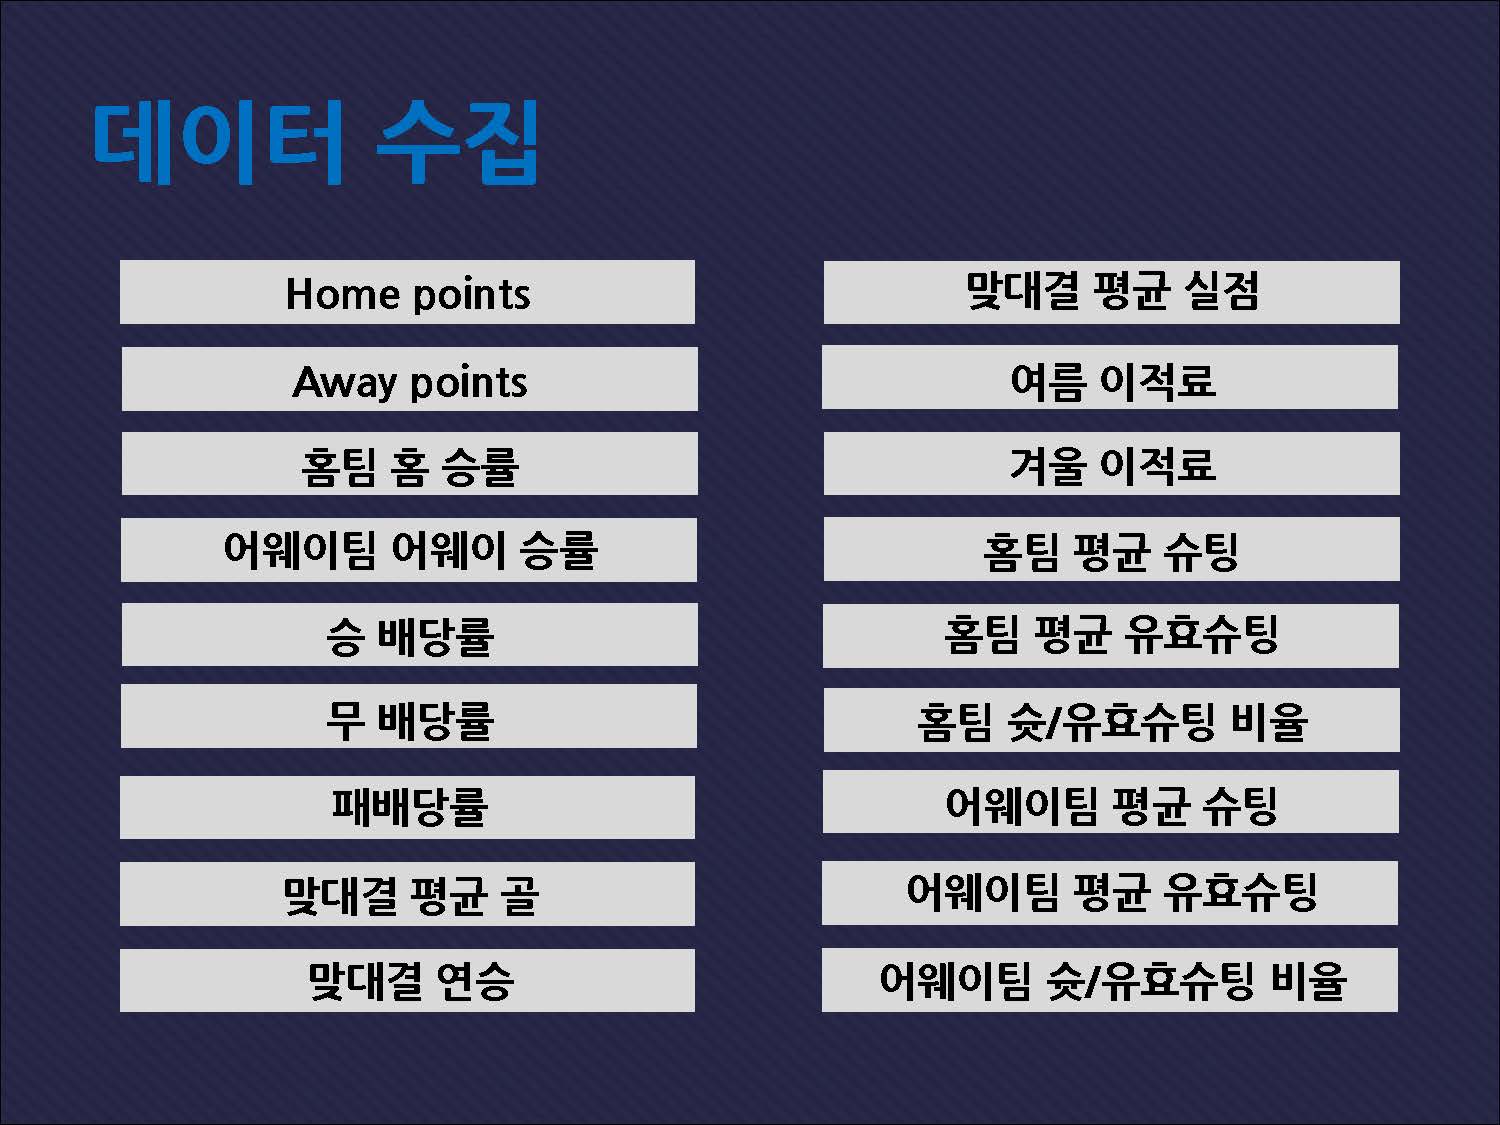 데이터 수집
Home points
Away points
홈팀 홈 승률
어웨이팀 어웨이 승률
승 배당률
무 배당률
패배당률
맞대결 평균 골
맞대결 연승
맞대결 평균 실점
여름 이적료
겨울 이적료
홈팀 평균 슈팅
홈팀 평균 유효슈팅
홈팀 슛/유효슈팅 비율
어웨이팀 평균 슈팅
어웨이팀 평균 유효슈팅
어웨이팀 슛/유효슈팅 비율